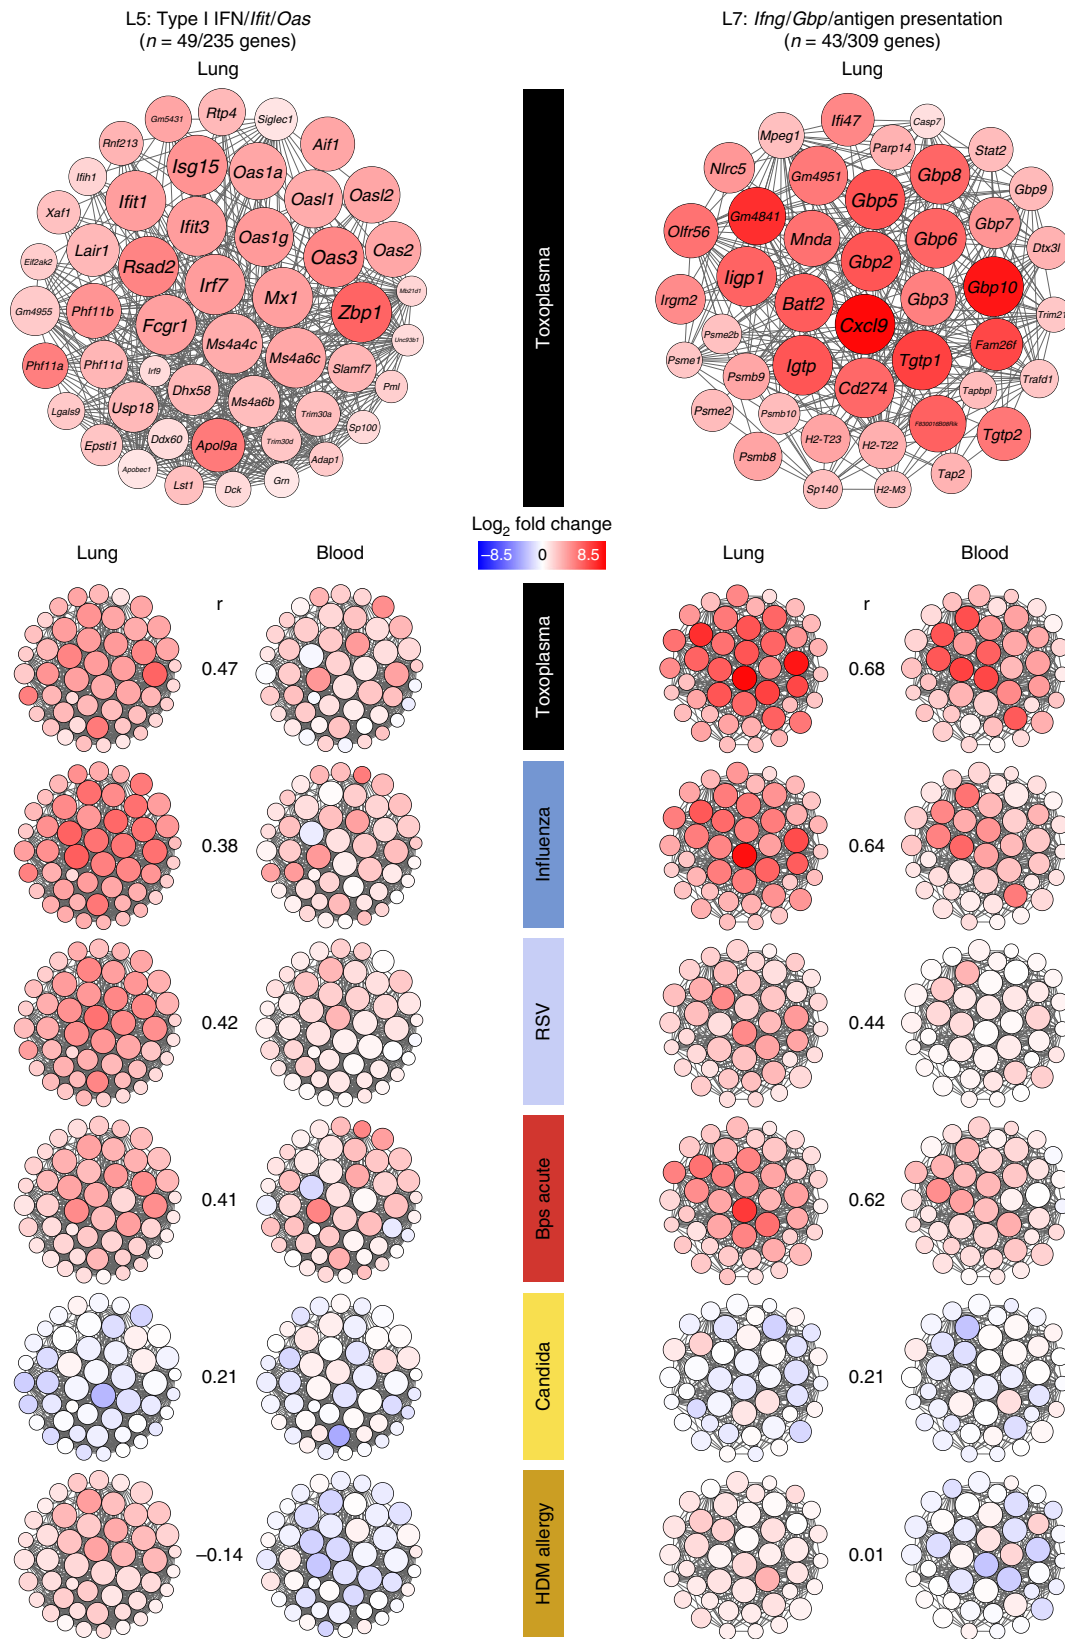 L5: Type I IFN/Ifit/Oas
(n = 49/235 genes)
Lung
Gm5431
Rtp4
Siglec1
Rnf213
Aif1
Isg15
Oas1a
Ifih1
Ifit1
Oasl1
Oasl2
Xaf1
Ifit3
Oas1g
Lair1
Oas2
Rsad2
Oas3
Eif2ak2
Irf7
Mx1
Mb21d1
Gm4955
Phf11b
Zbp1
Fcgr1
Ms4a4c
Unc93b1
Phf11a
Phf11d
Irf9
Ms4a6c
Slamf7
Dhx58
Pml
Lgals9
Usp18
Ms4a6b
Trim30a
Sp100
Epsti1
Ddx60
Apol9a
Trim30d
Adap1
Apobec1
Lst1
Dck
Grn
L7: Ifng/Gbp/antigen presentation
(n = 43/309 genes)
Lung
Ifi47
Casp7
Mpeg1
Parp14
Stat2
Nlrc5
Gm4951
Gbp8
Gbp5
Gbp9
Gm4841
Gbp7
Olfr56
Mnda
Gbp6
Dtx3l
Gbp2
Iigp1
Gbp10
Irgm2
Batf2
Gbp3
Cxcl9
Trim21
Psme2b
Fam26f
Psme1
Tgtp1
Igtp
Psmb9
Cd274
Tapbpl
Trafd1
Psme2
Psmb10
F830016B08Rik
Tgtp2
H2-T23
H2-T22
Psmb8
Tap2
Sp140
H2-M3
Toxoplasma
Log2 fold change
−8.5 0 8.5
Lung Blood
Lung Blood
r
r
0.47 Toxoplasma 0.68
0.38 Influenza 0.64
0.42 RSV 0.44
0.41 Bps acute 0.62
0.21 Candida 0.21
−0.14 HDM allergy 0.01